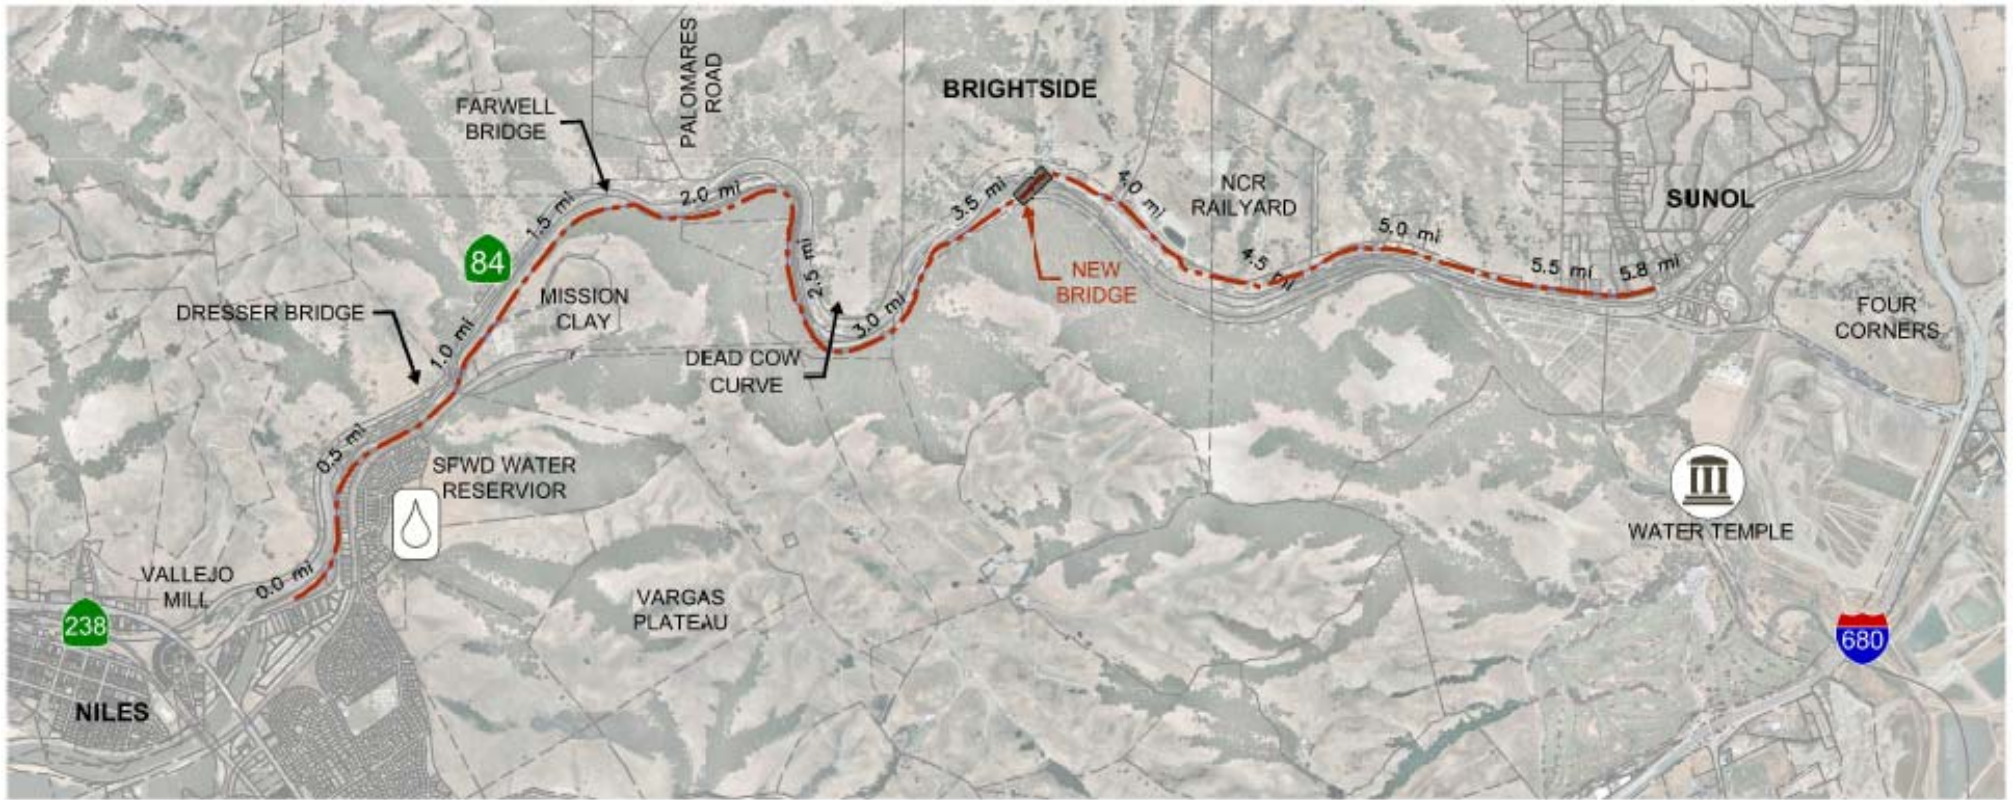 PALOMARES
ROAD
BRIGHTSIDE
FARWELL
BRIDGE
2.0 mi
1.5 mi
3.5 mi
4.0 mi
NCR
RAILYARD
SUNOL
84
5.0 mi
2.5 mi
4.5 mi
5.5 mi
5.8 mi
NEW
BRIDGE
MISSION
CLAY
DRESSER BRIDGE
1.0 mi
3.0 mi
FOUR
CORNERS
DEAD COW
CURVE
0.5 mi
SFWD WATER
RESERVIOR
WATER TEMPLE
VALLEJO
MILL
0.0 mi
VARGAS
PLATEAU
238
680
NILES